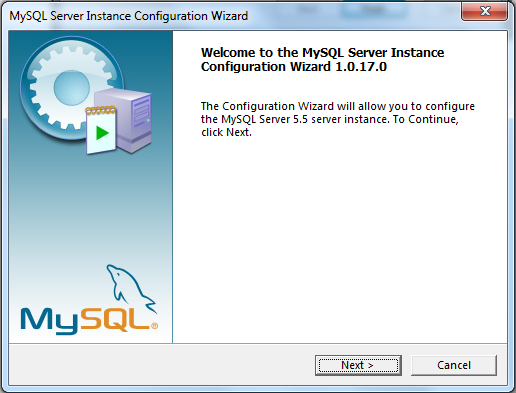 MySQL Server Instance Configuration Wizard
Welcome to the MySQL Server Instance
Configuration Wizard 1.0.17.0
The Configuration Wizard will allow you to configure
the MySQL Server 5.5 server instance. To Continue,
click Next.
MySQL®
Next >
Cancel